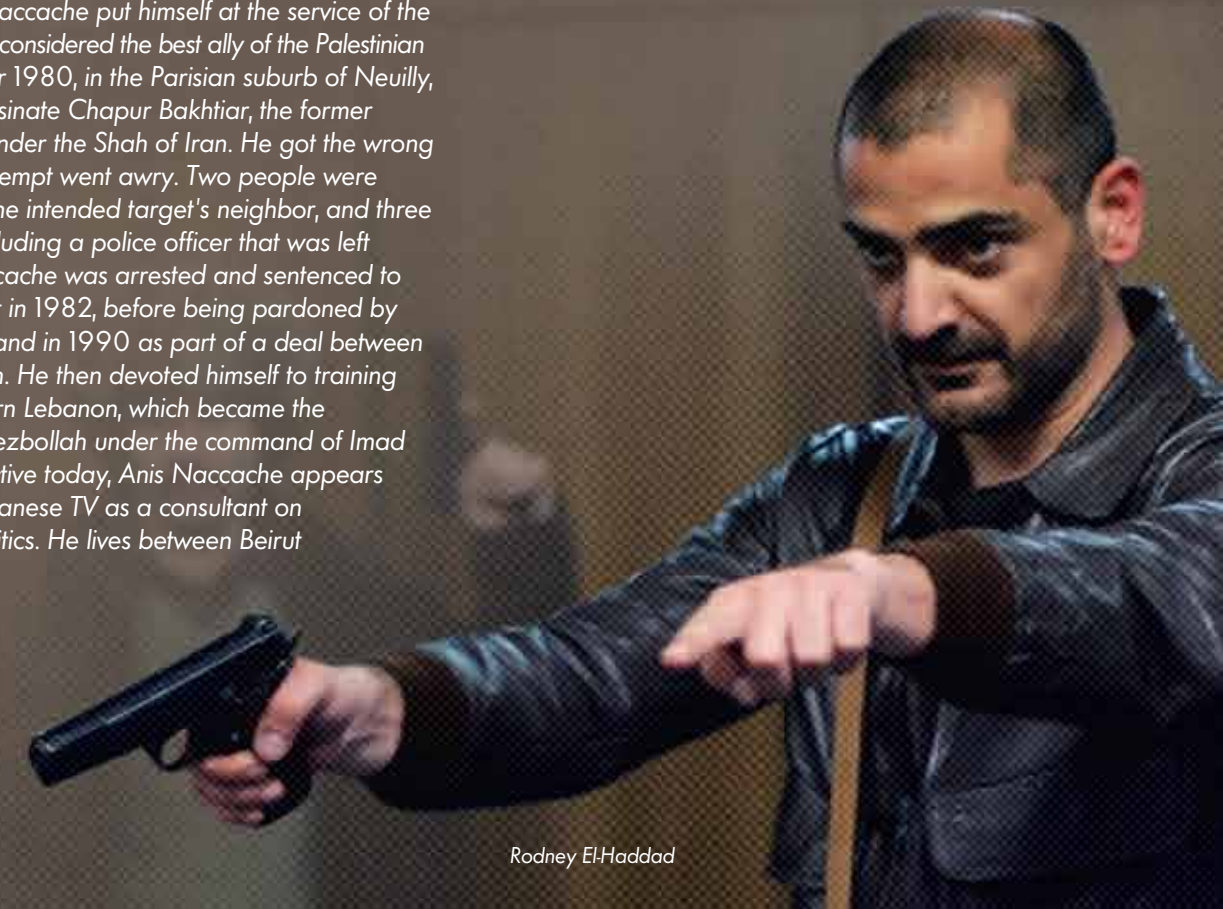 accache put himself at the service of the
considered the best ally of the Palestinian
r 1980, in the Parisian suburb of Neuilly,
sinate Chapur Bakhtiar, the former
nder the Shah of Iran. He got the wrong
empt went awry. Two people were
he intended target's neighbor, and three
luding a police officer that was left
cache was arrested and sentenced to
r in 1982, before being pardoned by
and in 1990 as part of a deal between
n. He then devoted himself to training
rn Lebanon, which became the
ezbollah under the command of Imad
tive today, Anis Naccache appears
anese TV as a consultant on
itics. He lives between Beirut
Rodney El-Haddad